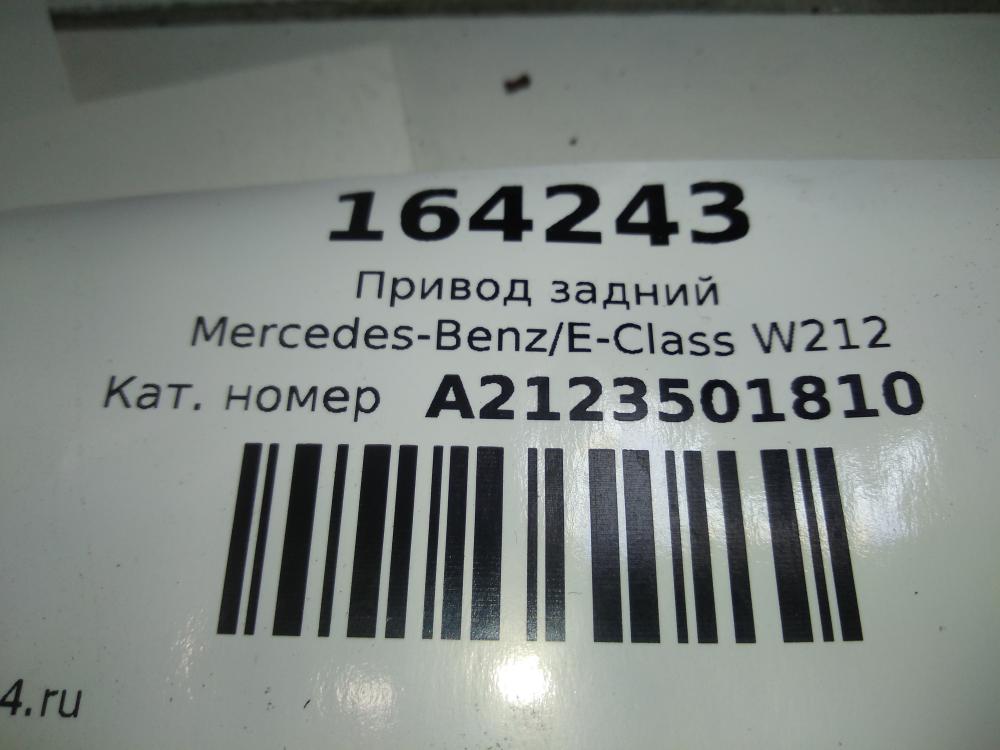 164243
Привод задний
Mercedes-Benz/E-Class W212
Кат. номер A2123501810
4.ru